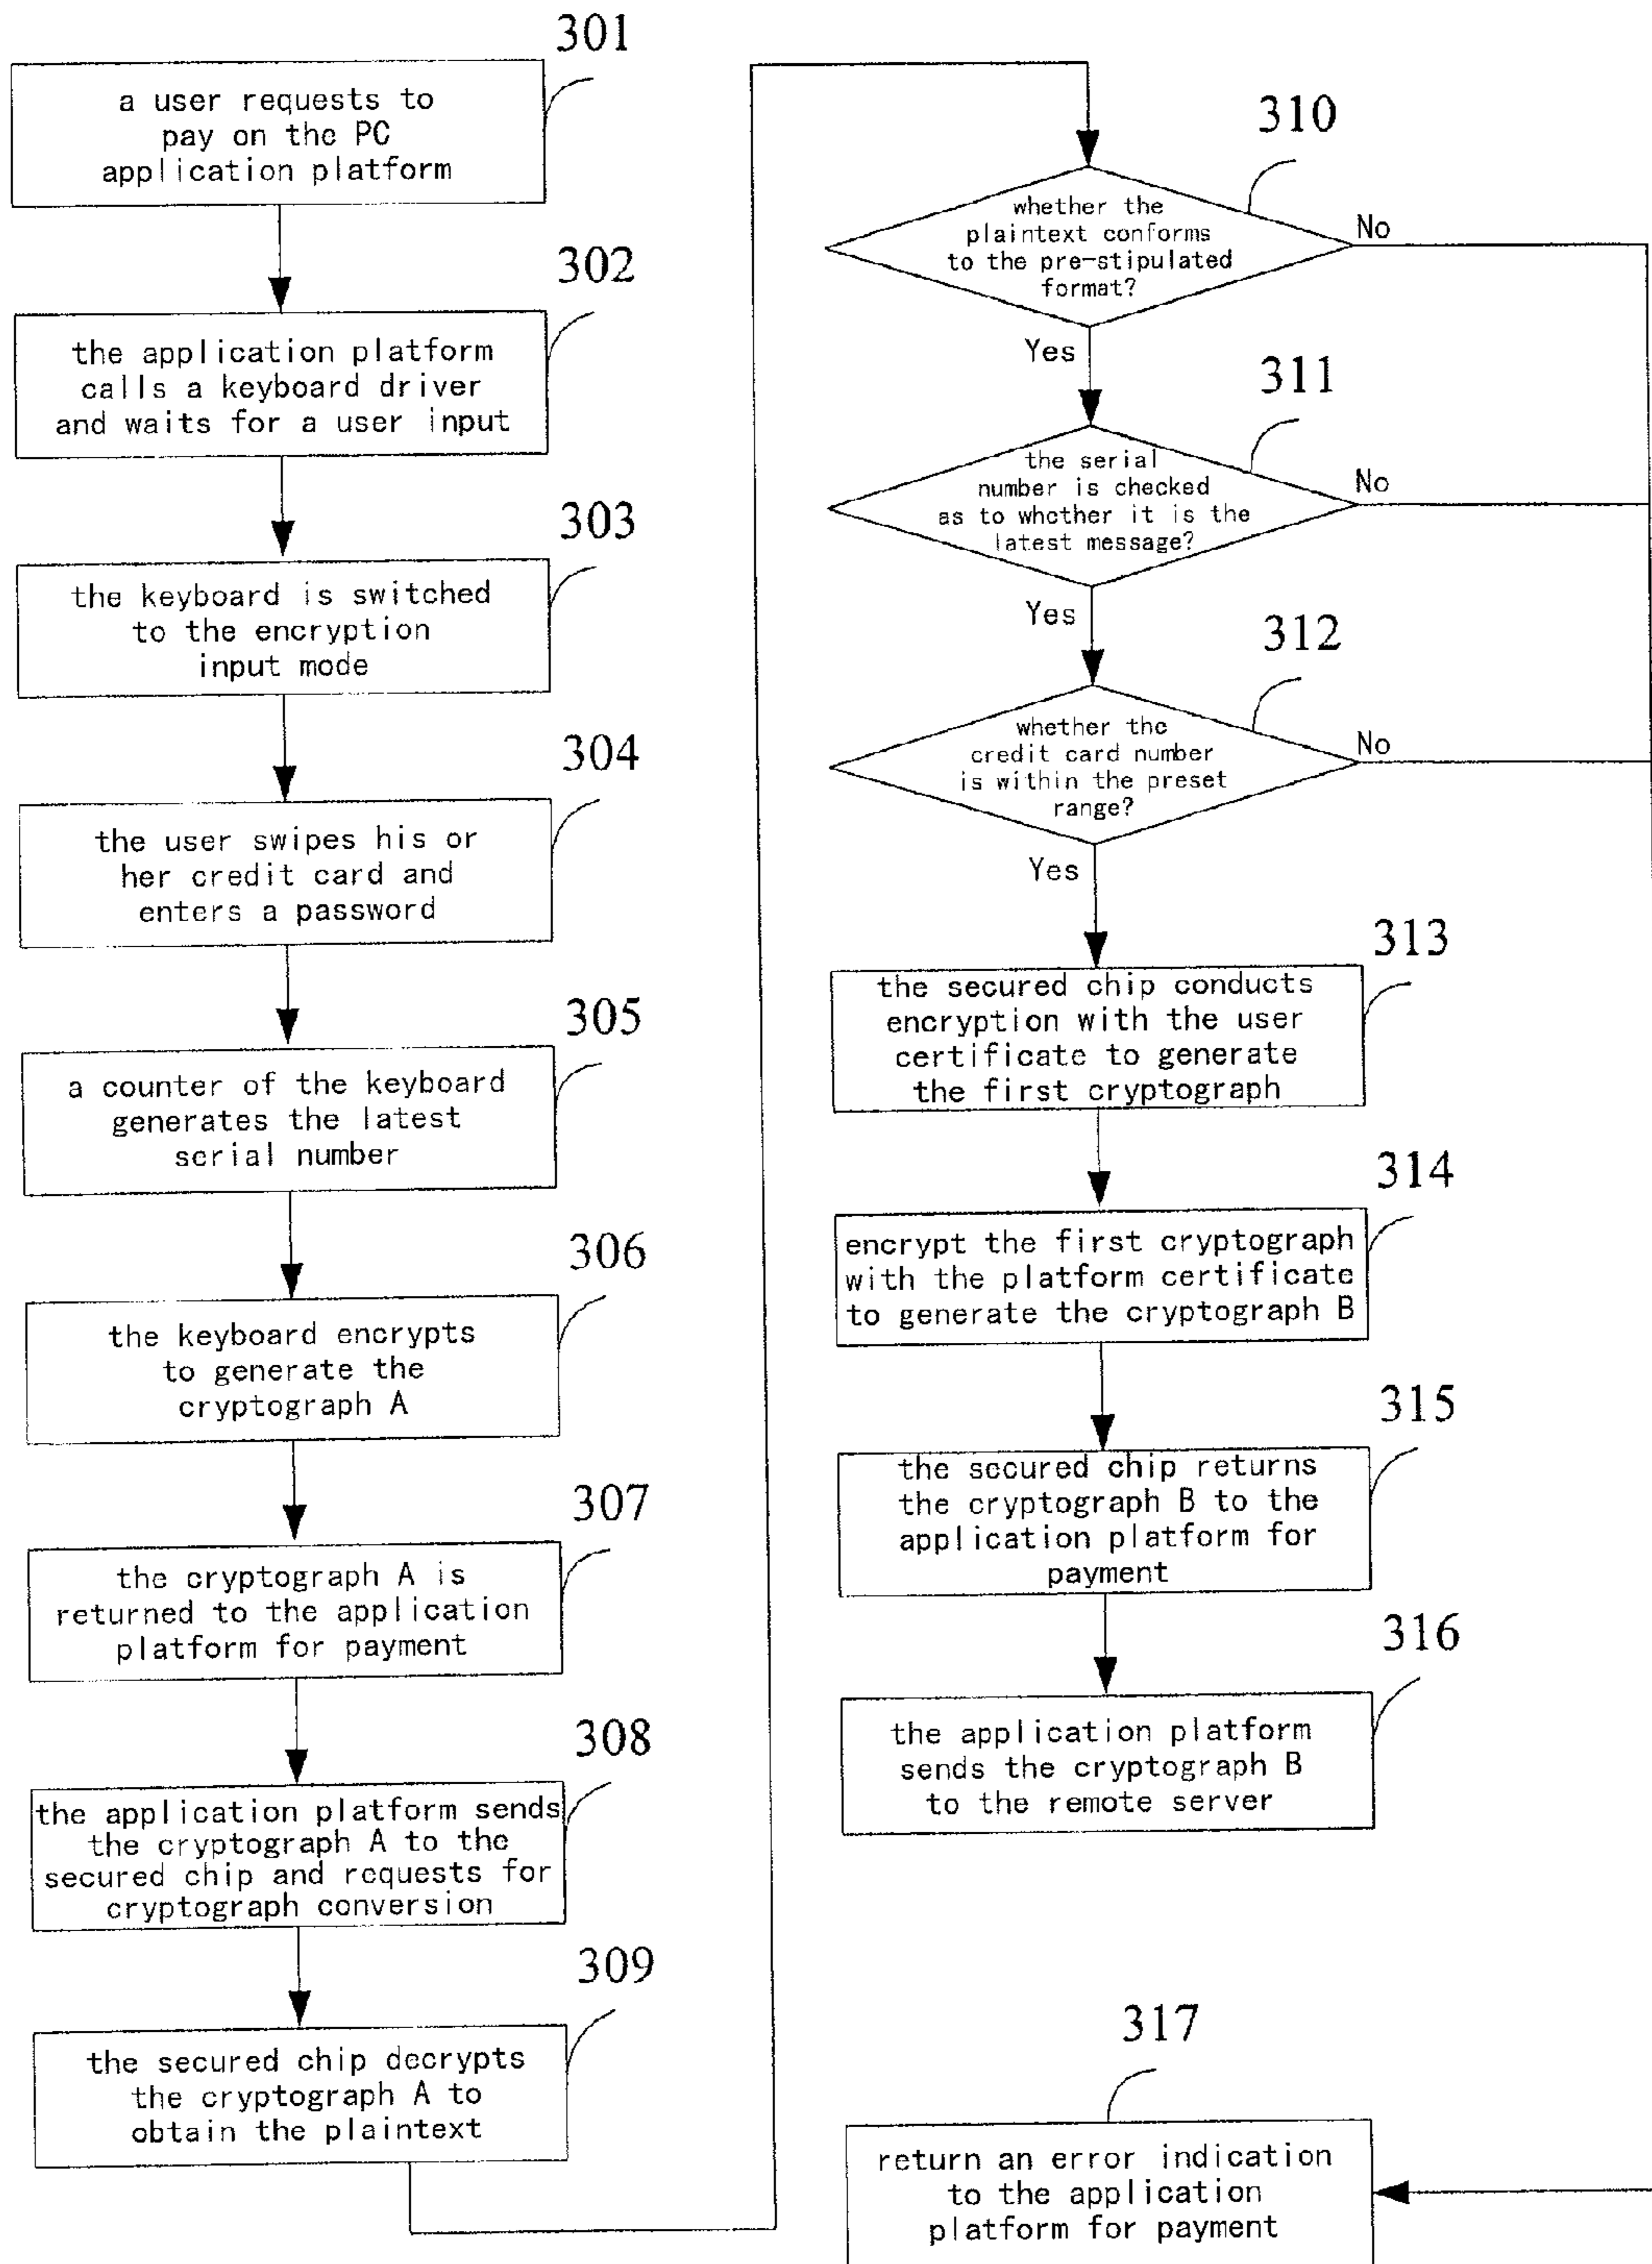 301
a user requests to
pay on the PC
application platform
302
the application platform
calls a keyboard driver
and waits for a user input
303
the keyboard is switched
to the encryption
input mode
304
the user swipes his or
her credit card and
enters a password
305
a counter of the keyboard
generates the latest
serial number
306
the keyboard encrypts
to generate the
cryptograph A
307
the cryptograph A is
returned to the application
platform for payment
308
the application platform sends
the cryptograph A to the
secured chip and requests for
cryptograph conversion
309
the secured chip decrypts
the cryptograph A to
obtain the plaintext
310
whether the
plaintext conforms
to the pre-stipulated
format?
No
Yes
311
the serial
number is checked
as to whether it is the
latest message?
No
Yes
312
whether the
credit card number
is within the preset
range?
No
Yes
313
the secured chip conducts
encryption with the user
certificate to generate
the first cryptograph
314
encrypt the first cryptograph
with the platform certificate
to generate the cryptograph B
315
the secured chip returns
the cryptograph B to the
application platform for
payment
316
the application platform
sends the cryptograph B
to the remote server
317
return an error indication
to the application
platform for payment